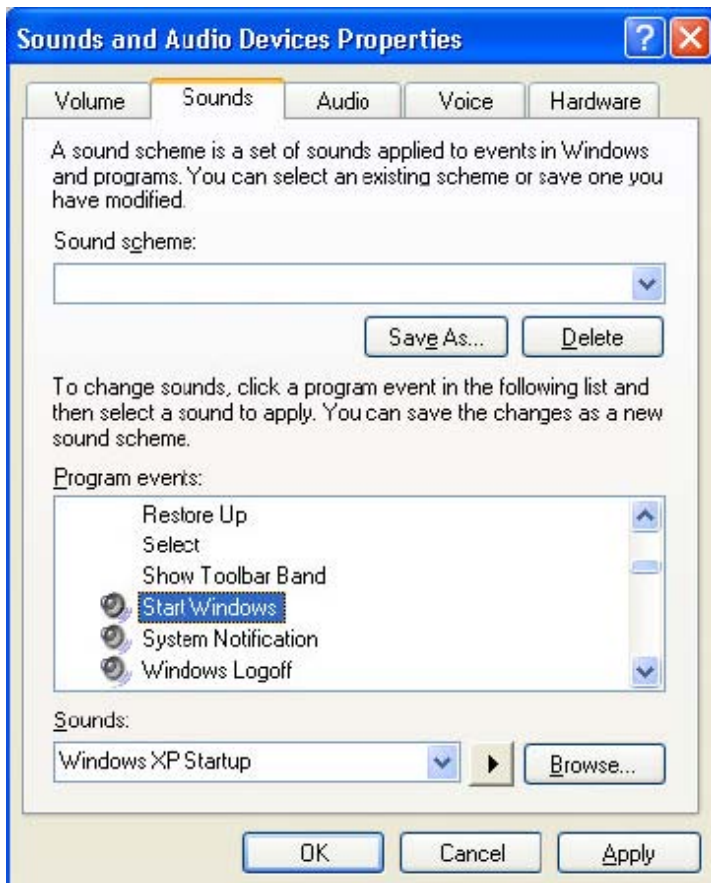 Sounds and Audio Devices Properties
?
Volume
Sounds
Audio
Voice
Hardware
A sound scheme is a set of sounds applied to events in Windows
and programs. You can select an existing scheme or save one you
have modified.
Sound scheme:
Save As...
Delete
To change sounds, click a program event in the following list and
then select a sound to apply. You can save the changes as a new
sound scheme.
Program events:
Restore Up
Select
Show Toolbar Band
Start Windows
System Notification
Windows Logoff
Sounds:
Windows XP Startup
Browse...
OK
Cancel
Apply